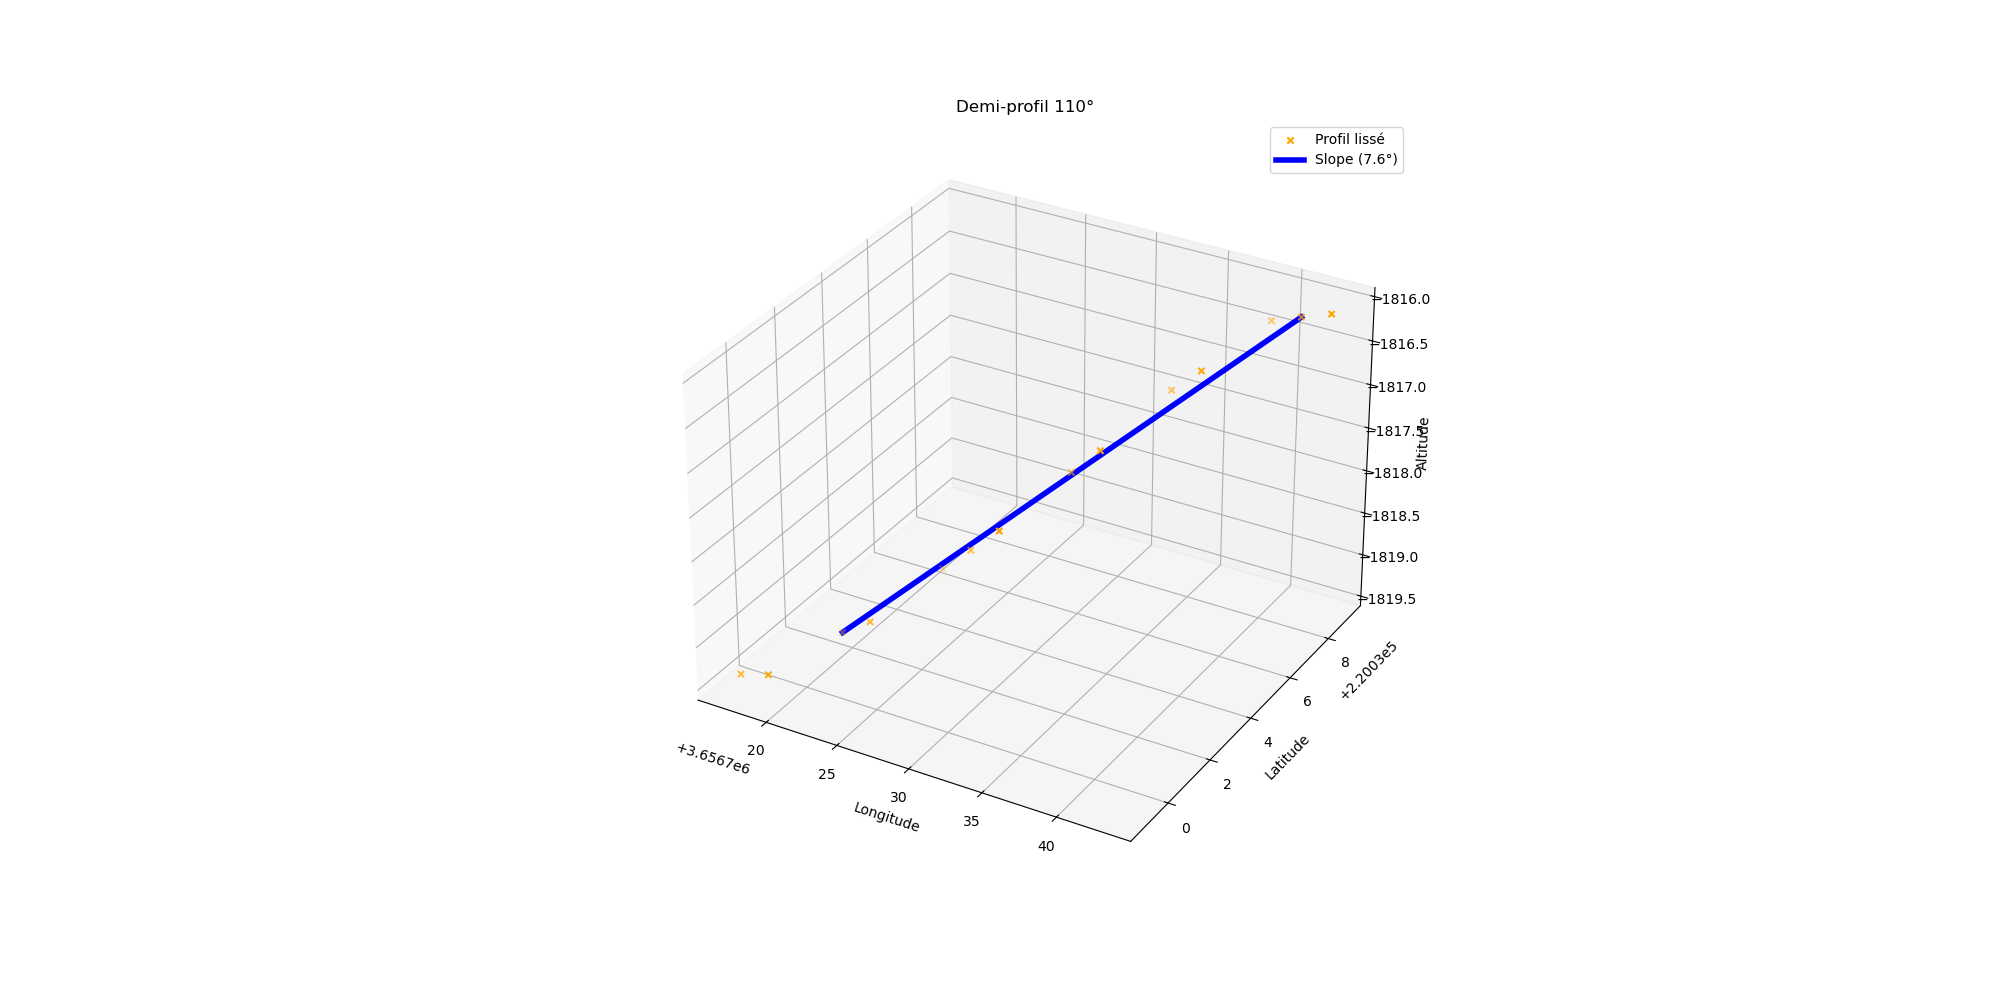 Demi-profil 110°
Profil lissé
Slope (7.6°)
−1816.0
−1816.5
−1817.0
−1817.5
−1818.0
−1818.5
−1819.0
−1819.5
Altitude
8
6
4
2
0
+2.2003e5
Latitude
20
25
30
35
40
+3.6567e6
Longitude